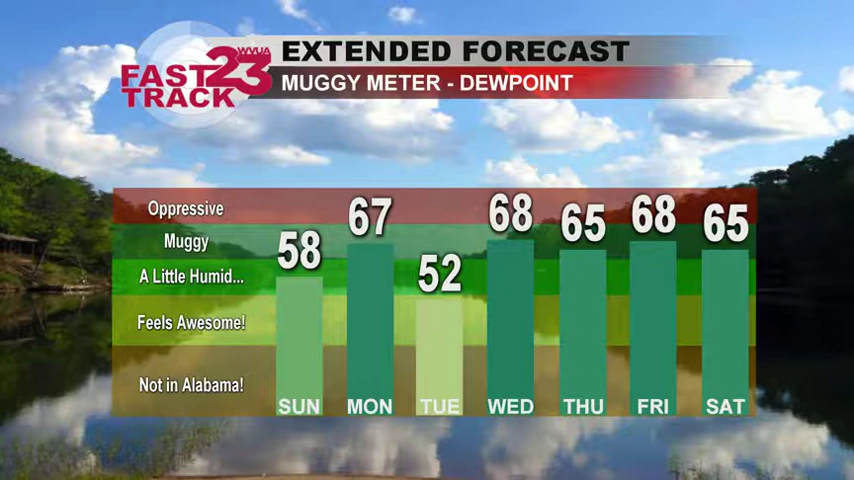 WVUA
23
FAST
TRACK
EXTENDED FORECAST
MUGGY METER - DEWPOINT
Oppressive
Muggy
A Little Humid...
Feels Awesome!
Not in Alabama!
58 67 52 68 65 68 65
SUN MON TUE WED THU FRI SAT